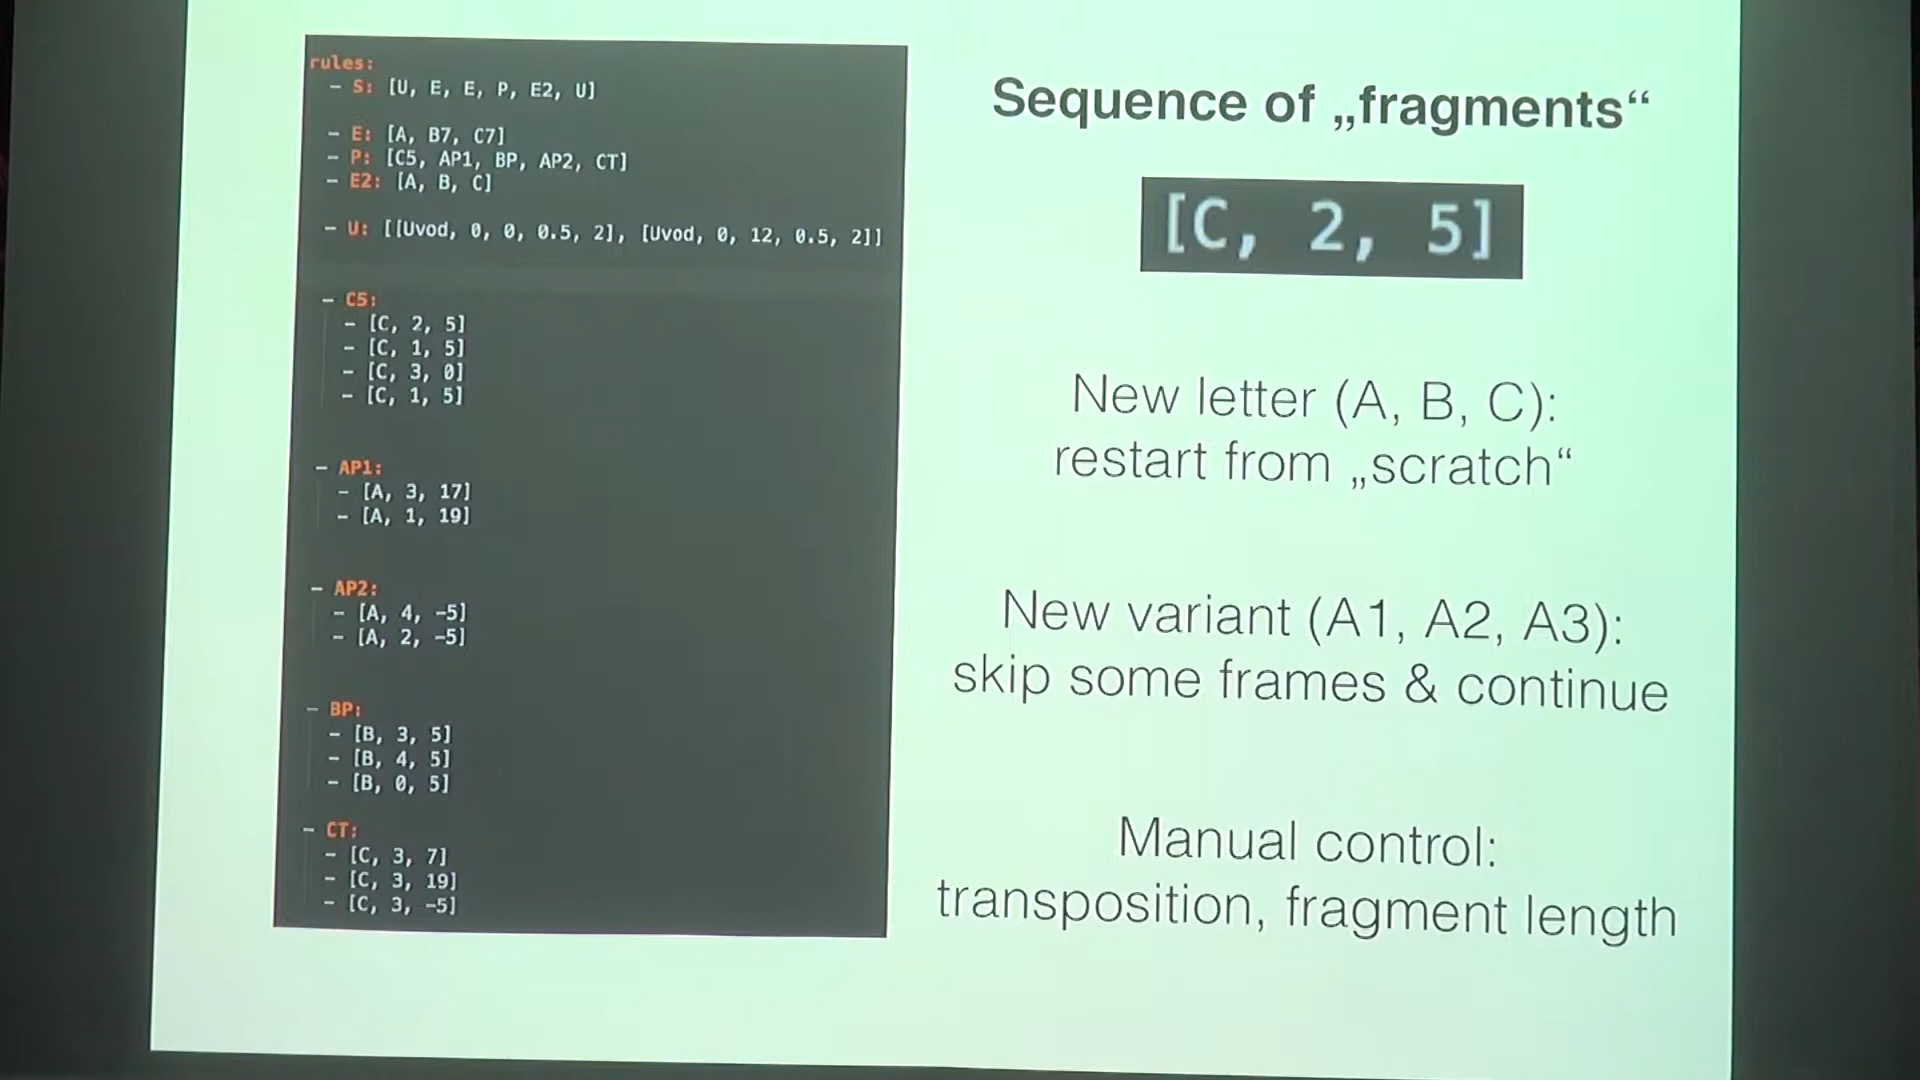 rules:
- S: [U, E, E, P, E2, U]
- E: [A, B7, C7]
- P: [C5, AP1, BP, AP2, CT]
- E2: [A, B, C]
- U: [[Uvod, 0, 0, 0.5, 2], [Uvod, 0, 12, 0.5, 2]]
- C5:
- [C, 2, 5]
- [C, 1, 5]
- [C, 3, 0]
- [C, 1, 5]
- AP1:
- [A, 3, 17]
- [A, 1, 19]
- AP2:
- [A, 4, -5]
- [A, 2, -5]
- BP:
- [B, 3, 5]
- [B, 4, 5]
- [B, 0, 5]
- CT:
- [C, 3, 7]
- [C, 3, 19]
- [C, 3, -5]
Sequence of „fragments“
[C, 2, 5]
New letter (A, B, C):
restart from „scratch“
New variant (A1, A2, A3):
skip some frames & continue
Manual control:
transposition, fragment length